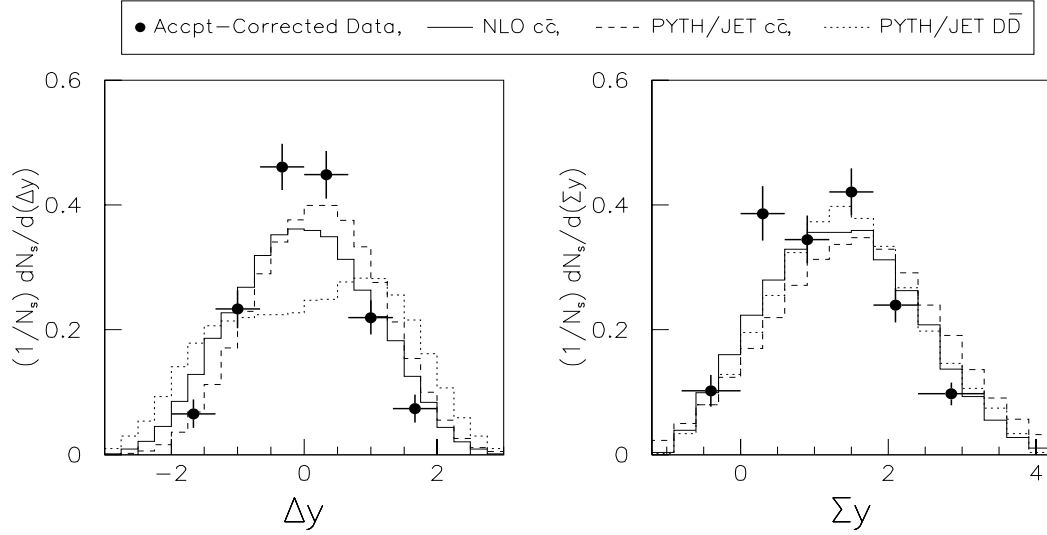 ● Accpt-Corrected Data, — NLO cc̄, - - - PYTH/JET cc̄, ····· PYTH/JET DD̅
(1/Nₛ) dNₛ/d(Δy)
0.6
0.4
0.2
0
−2 0 2
Δy
(1/Nₛ) dNₛ/d(Σy)
0.6
0.4
0.2
0
0 2 4
Σy